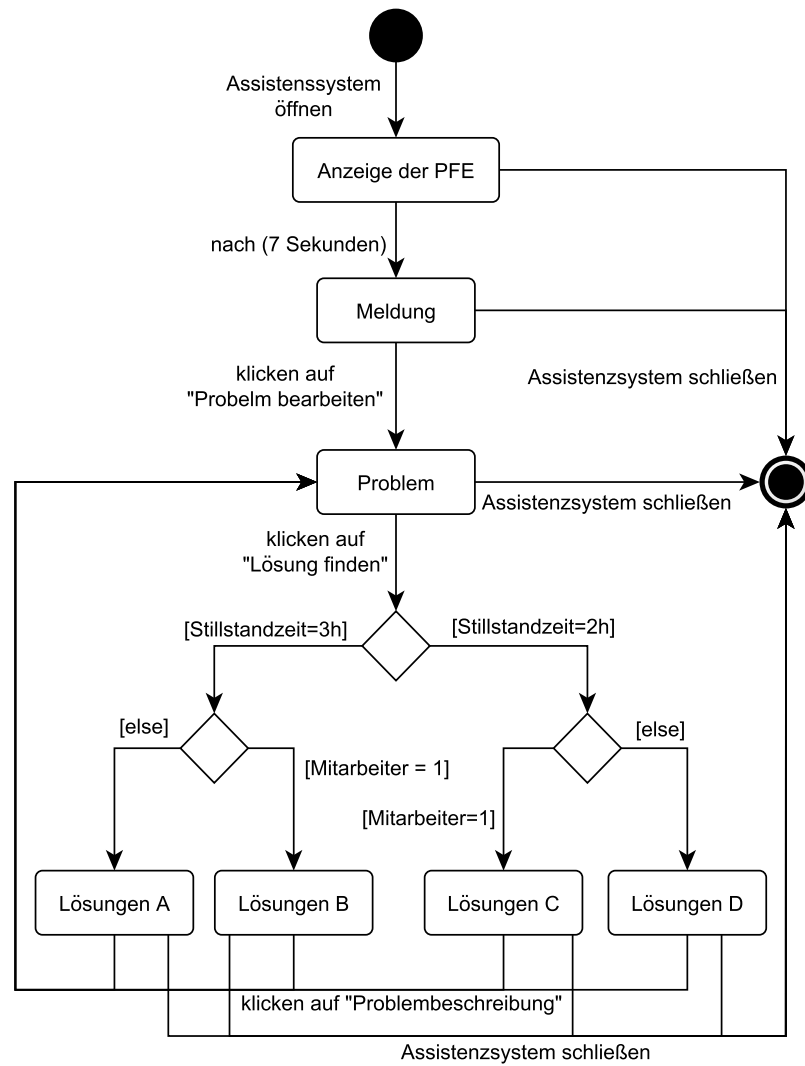 Assistenssystem
öffnen
Anzeige der PFE
nach (7 Sekunden)
Meldung
klicken auf
"Probelm bearbeiten"
Assistenzsystem schließen
Problem
Assistenzsystem schließen
klicken auf
"Lösung finden"
[Stillstandzeit=3h]
[Stillstandzeit=2h]
[else]
[else]
[Mitarbeiter = 1]
[Mitarbeiter=1]
Lösungen A
Lösungen B
Lösungen C
Lösungen D
klicken auf "Problembeschreibung"
Assistenzsystem schließen